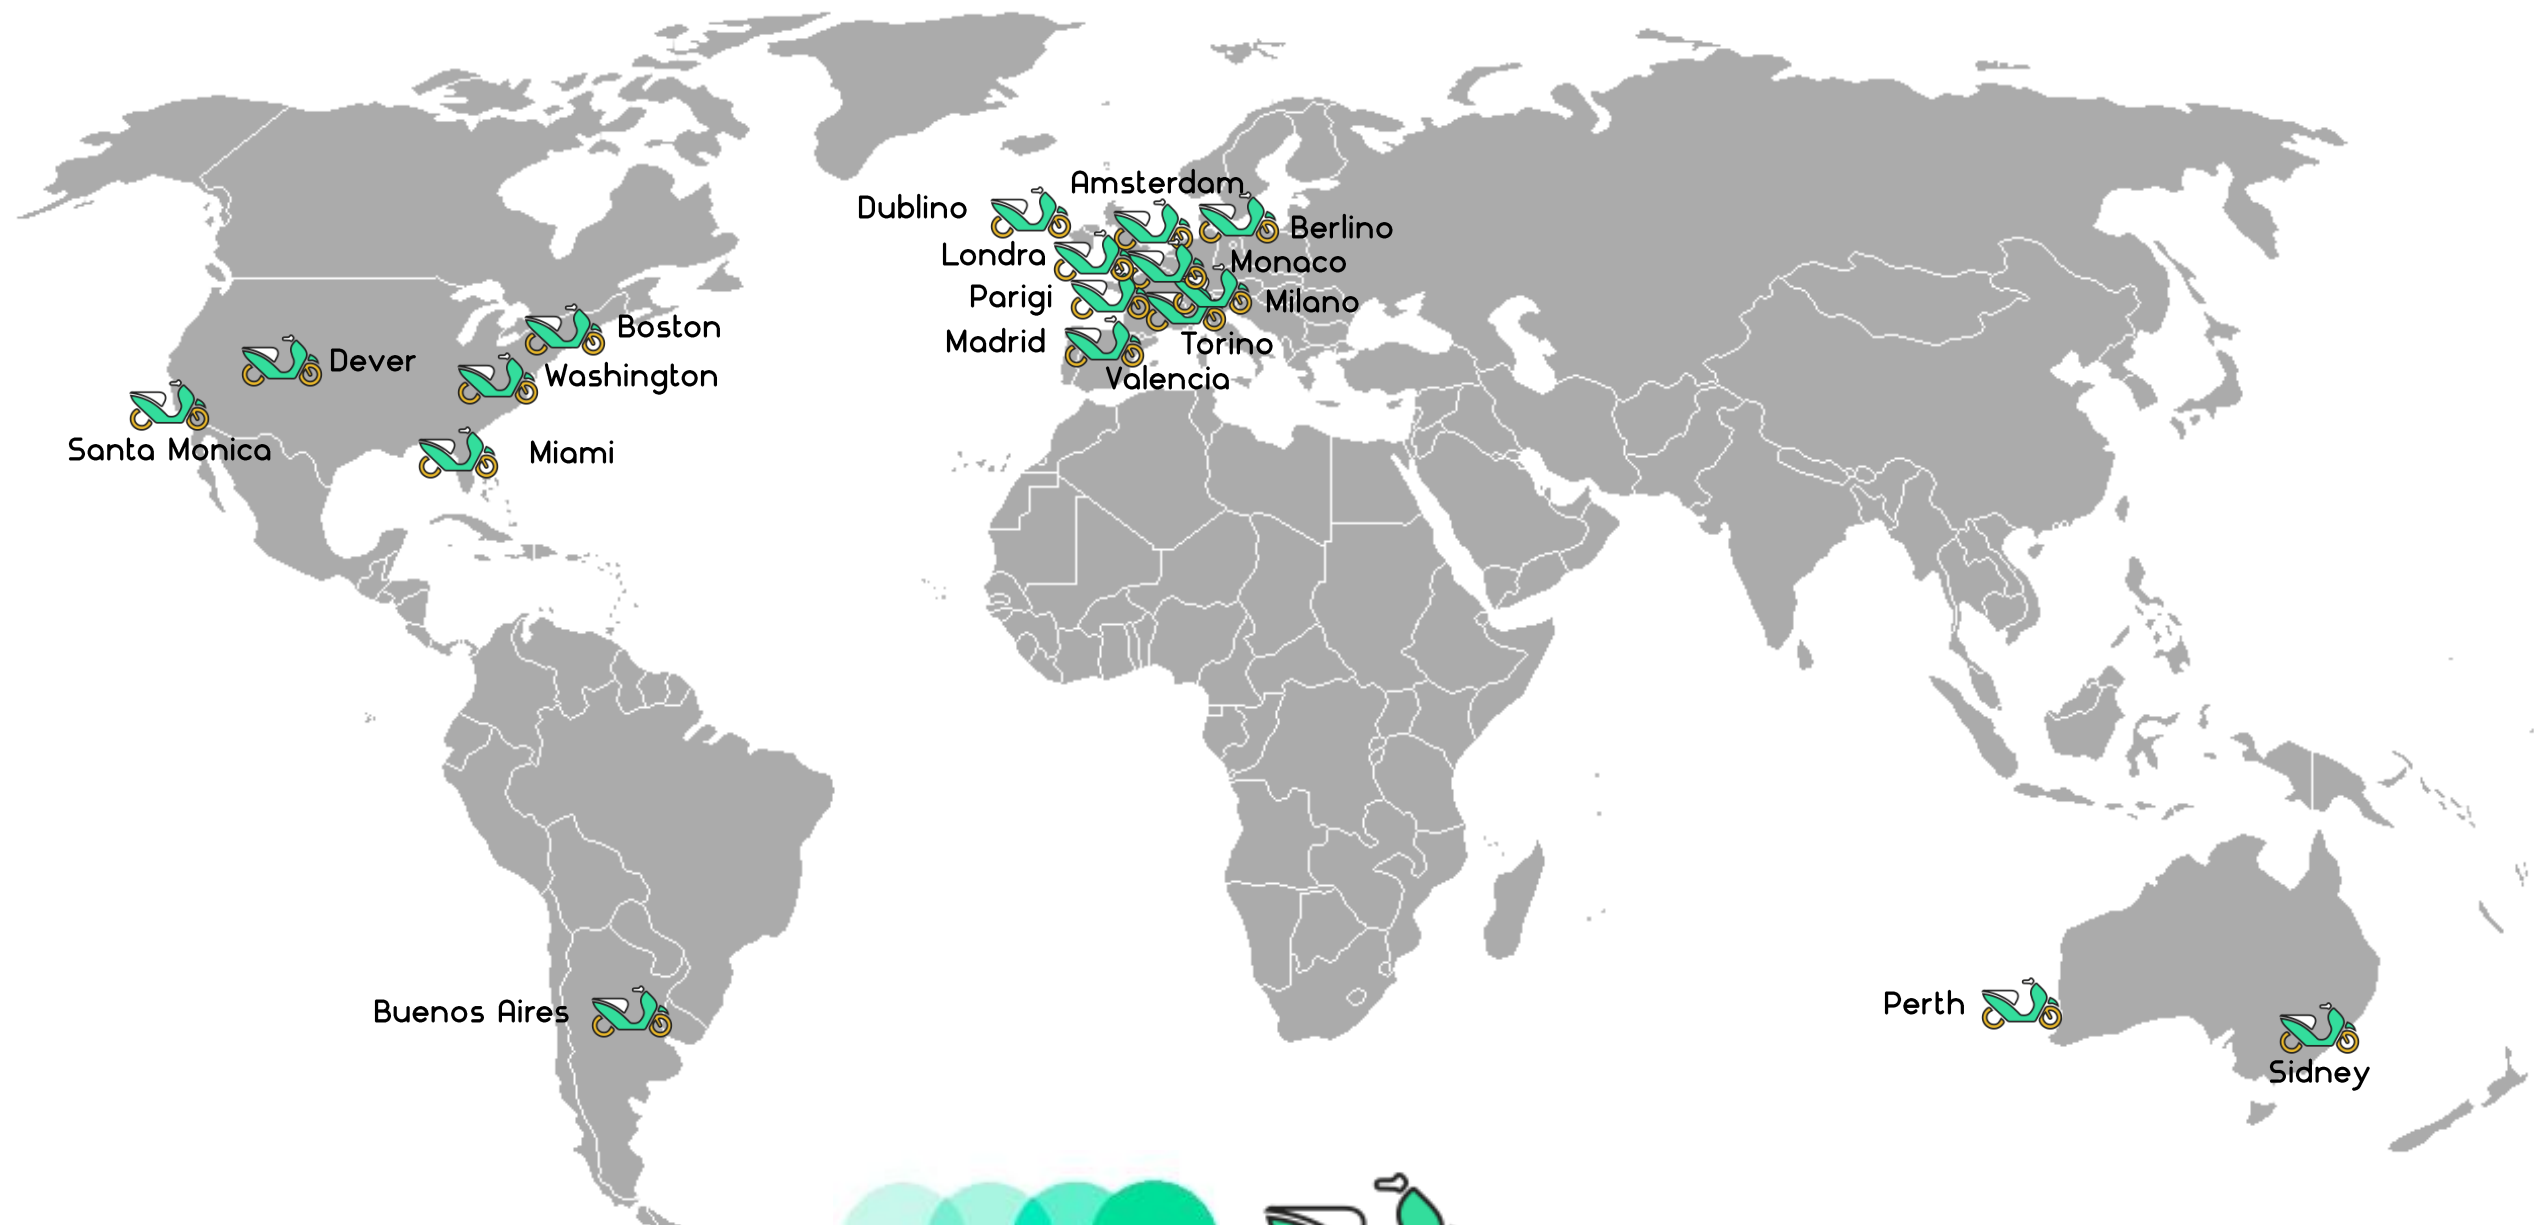 Amsterdam
Dublino
Berlino
Londra
Monaco
Parigi
Milano
Madrid
Torino
Valencia
Boston
Dever
Washington
Santa Monica
Miami
Buenos Aires
Perth
Sidney